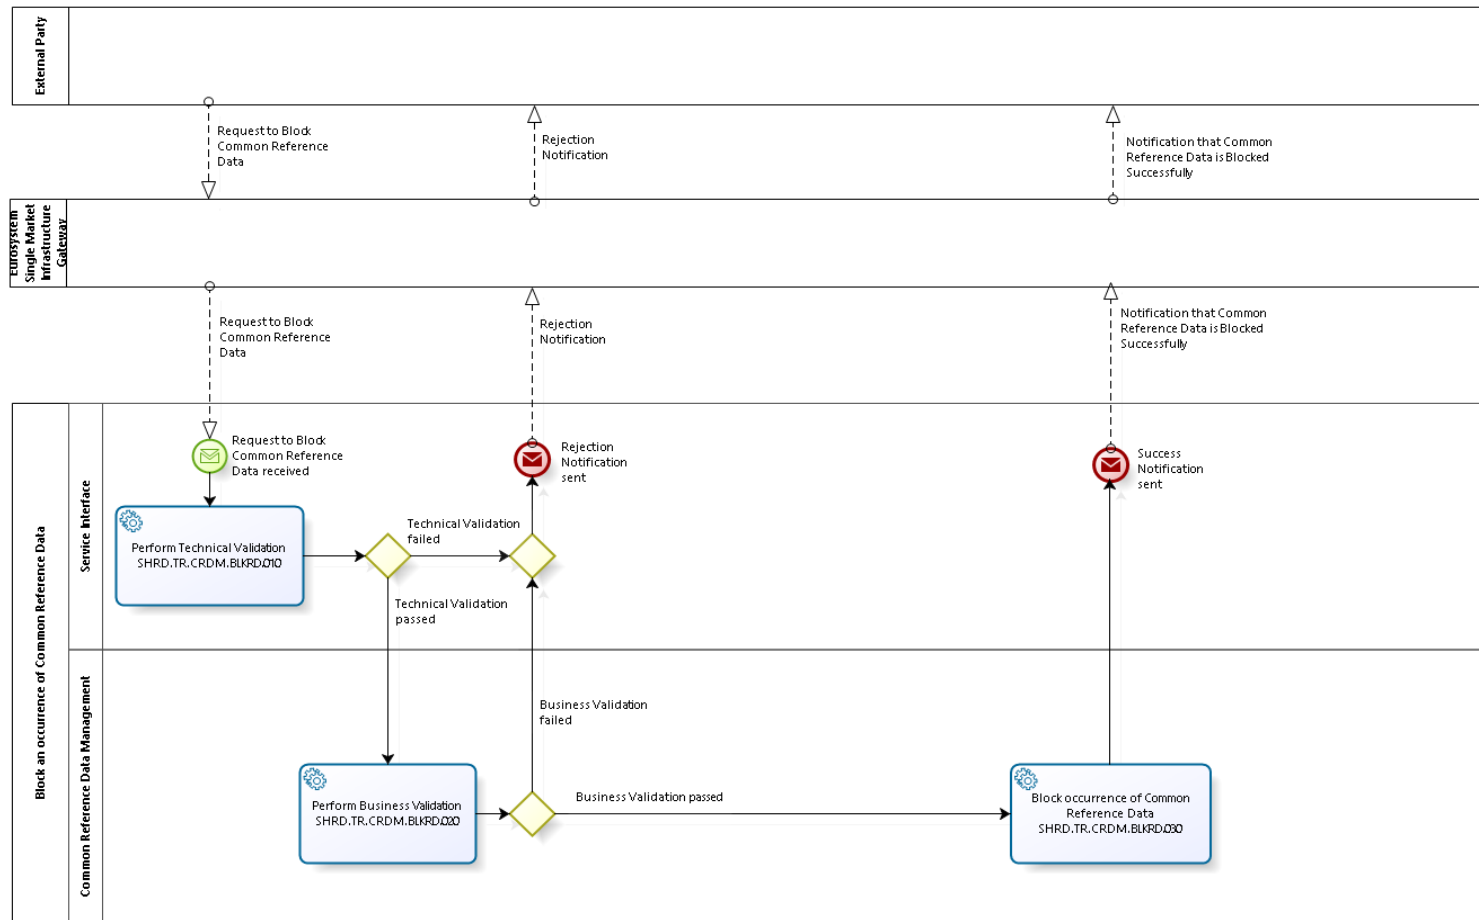 External Party
Request to Block
Common Reference
Data
Rejection
Notification
Notification that Common
Reference Data is Blocked
Successfully
Eurosystem
Single Market
Infrastructure
Gateway
Request to Block
Common Reference
Data
Rejection
Notification
Notification that Common
Reference Data is Blocked
Successfully
Block an occurrence of Common Reference Data
Service Interface
Request to Block
Common Reference
Data received
Rejection
Notification
sent
Success
Notification
sent
Perform Technical Validation
SHRD.TR.CRDM.BLKRD.010
Technical Validation
failed
Technical Validation
passed
Common Reference Data Management
Business Validation
failed
Perform Business Validation
SHRD.TR.CRDM.BLKRD.020
Business Validation passed
Block occurrence of Common
Reference Data
SHRD.TR.CRDM.BLKRD.030